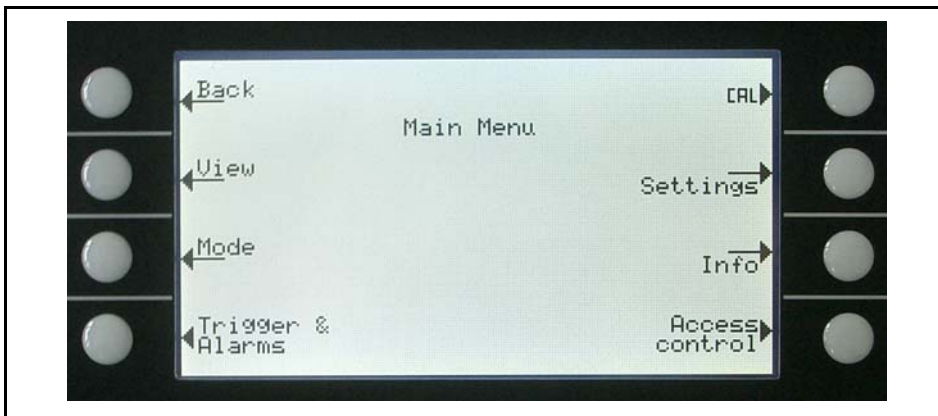 Back
CAL
Main Menu
View
Settings
Mode
Info
Trigger &
Alarms
Access
control